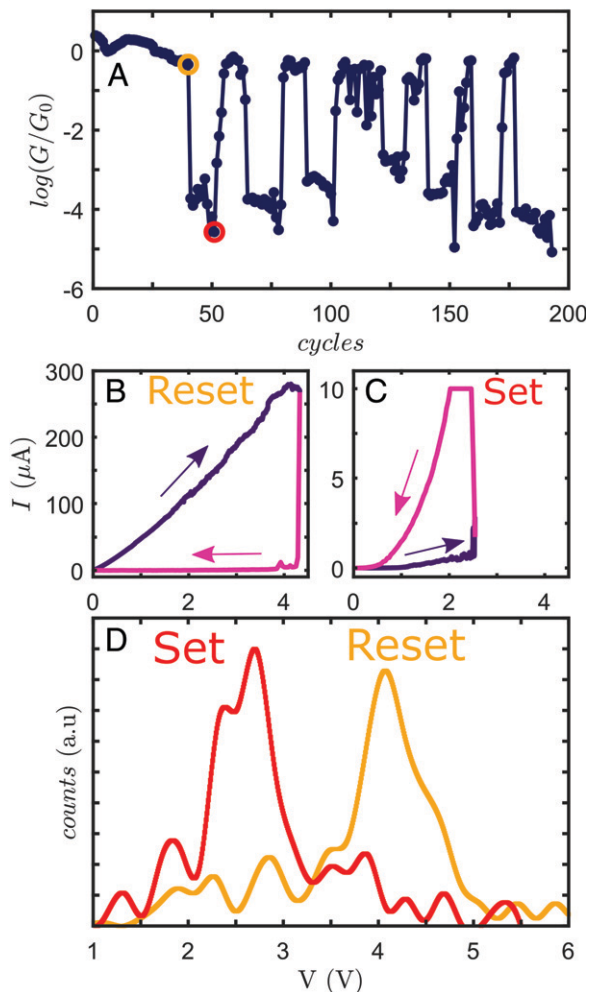 A
log(G/G₀)
0
-2
-4
-6
0 50 100 150 200
cycles
B Reset
I (μA)
300
200
100
0
0 2 4
C Set
10
5
0
0 2 4
D Set Reset
counts (a.u)
1 2 3 4 5 6
V (V)